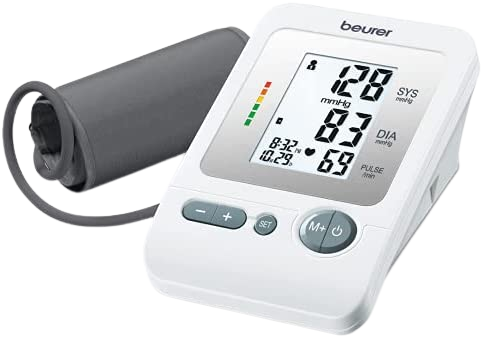 beurer
128 SYS
mmHg mmHg
83 DIA
mmHg
8:32
10.29 69 PULSE
/min
− + SET M+